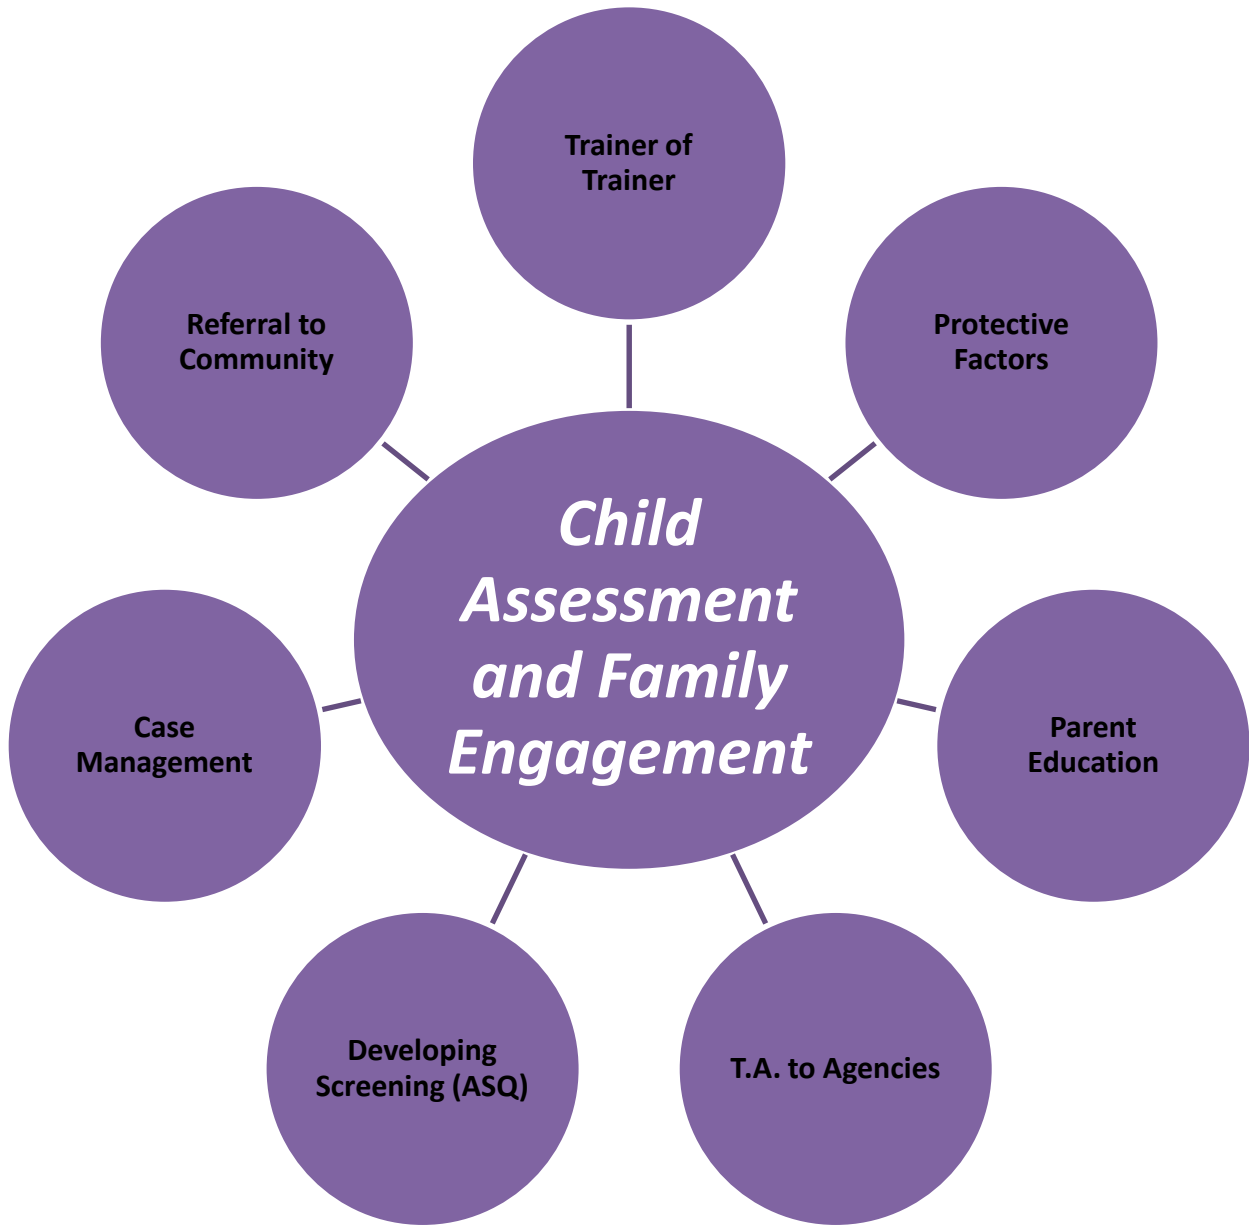 Trainer of
Trainer
Referral to
Community
Protective
Factors
Child
Assessment
and Family
Engagement
Case
Management
Parent
Education
Developing
Screening (ASQ)
T.A. to Agencies